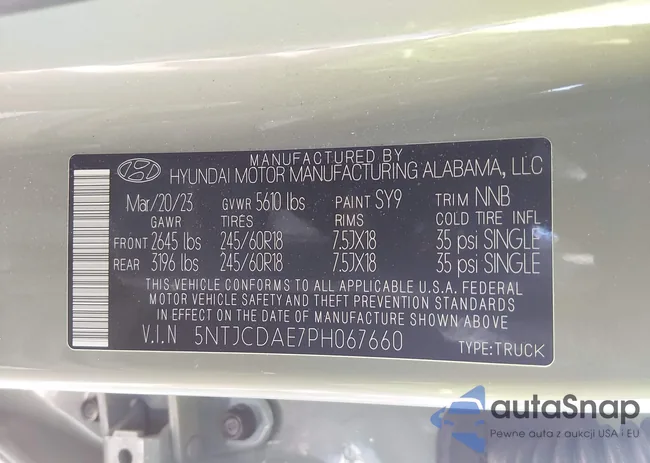 MANUFACTURED BY
HYUNDAI MOTOR MANUFACTURING ALABAMA, LLC
Mar/20/23 GVWR 5610 lbs PAINT SY9 TRIM NNB
GAWR TIRES RIMS COLD TIRE INFL
FRONT 2645 lbs 245/60R18 7.5JX18 35 psi SINGLE
REAR 3196 lbs 245/60R18 7.5JX18 35 psi SINGLE
THIS VEHICLE CONFORMS TO ALL APPLICABLE U.S.A. FEDERAL
MOTOR VEHICLE SAFETY AND THEFT PREVENTION STANDARDS
IN EFFECT ON THE DATE OF MANUFACTURE SHOWN ABOVE
V.I.N 5NTJCDAE7PH067660 TYPE:TRUCK
autaSnap
Pewne auta z aukcji USA - EU